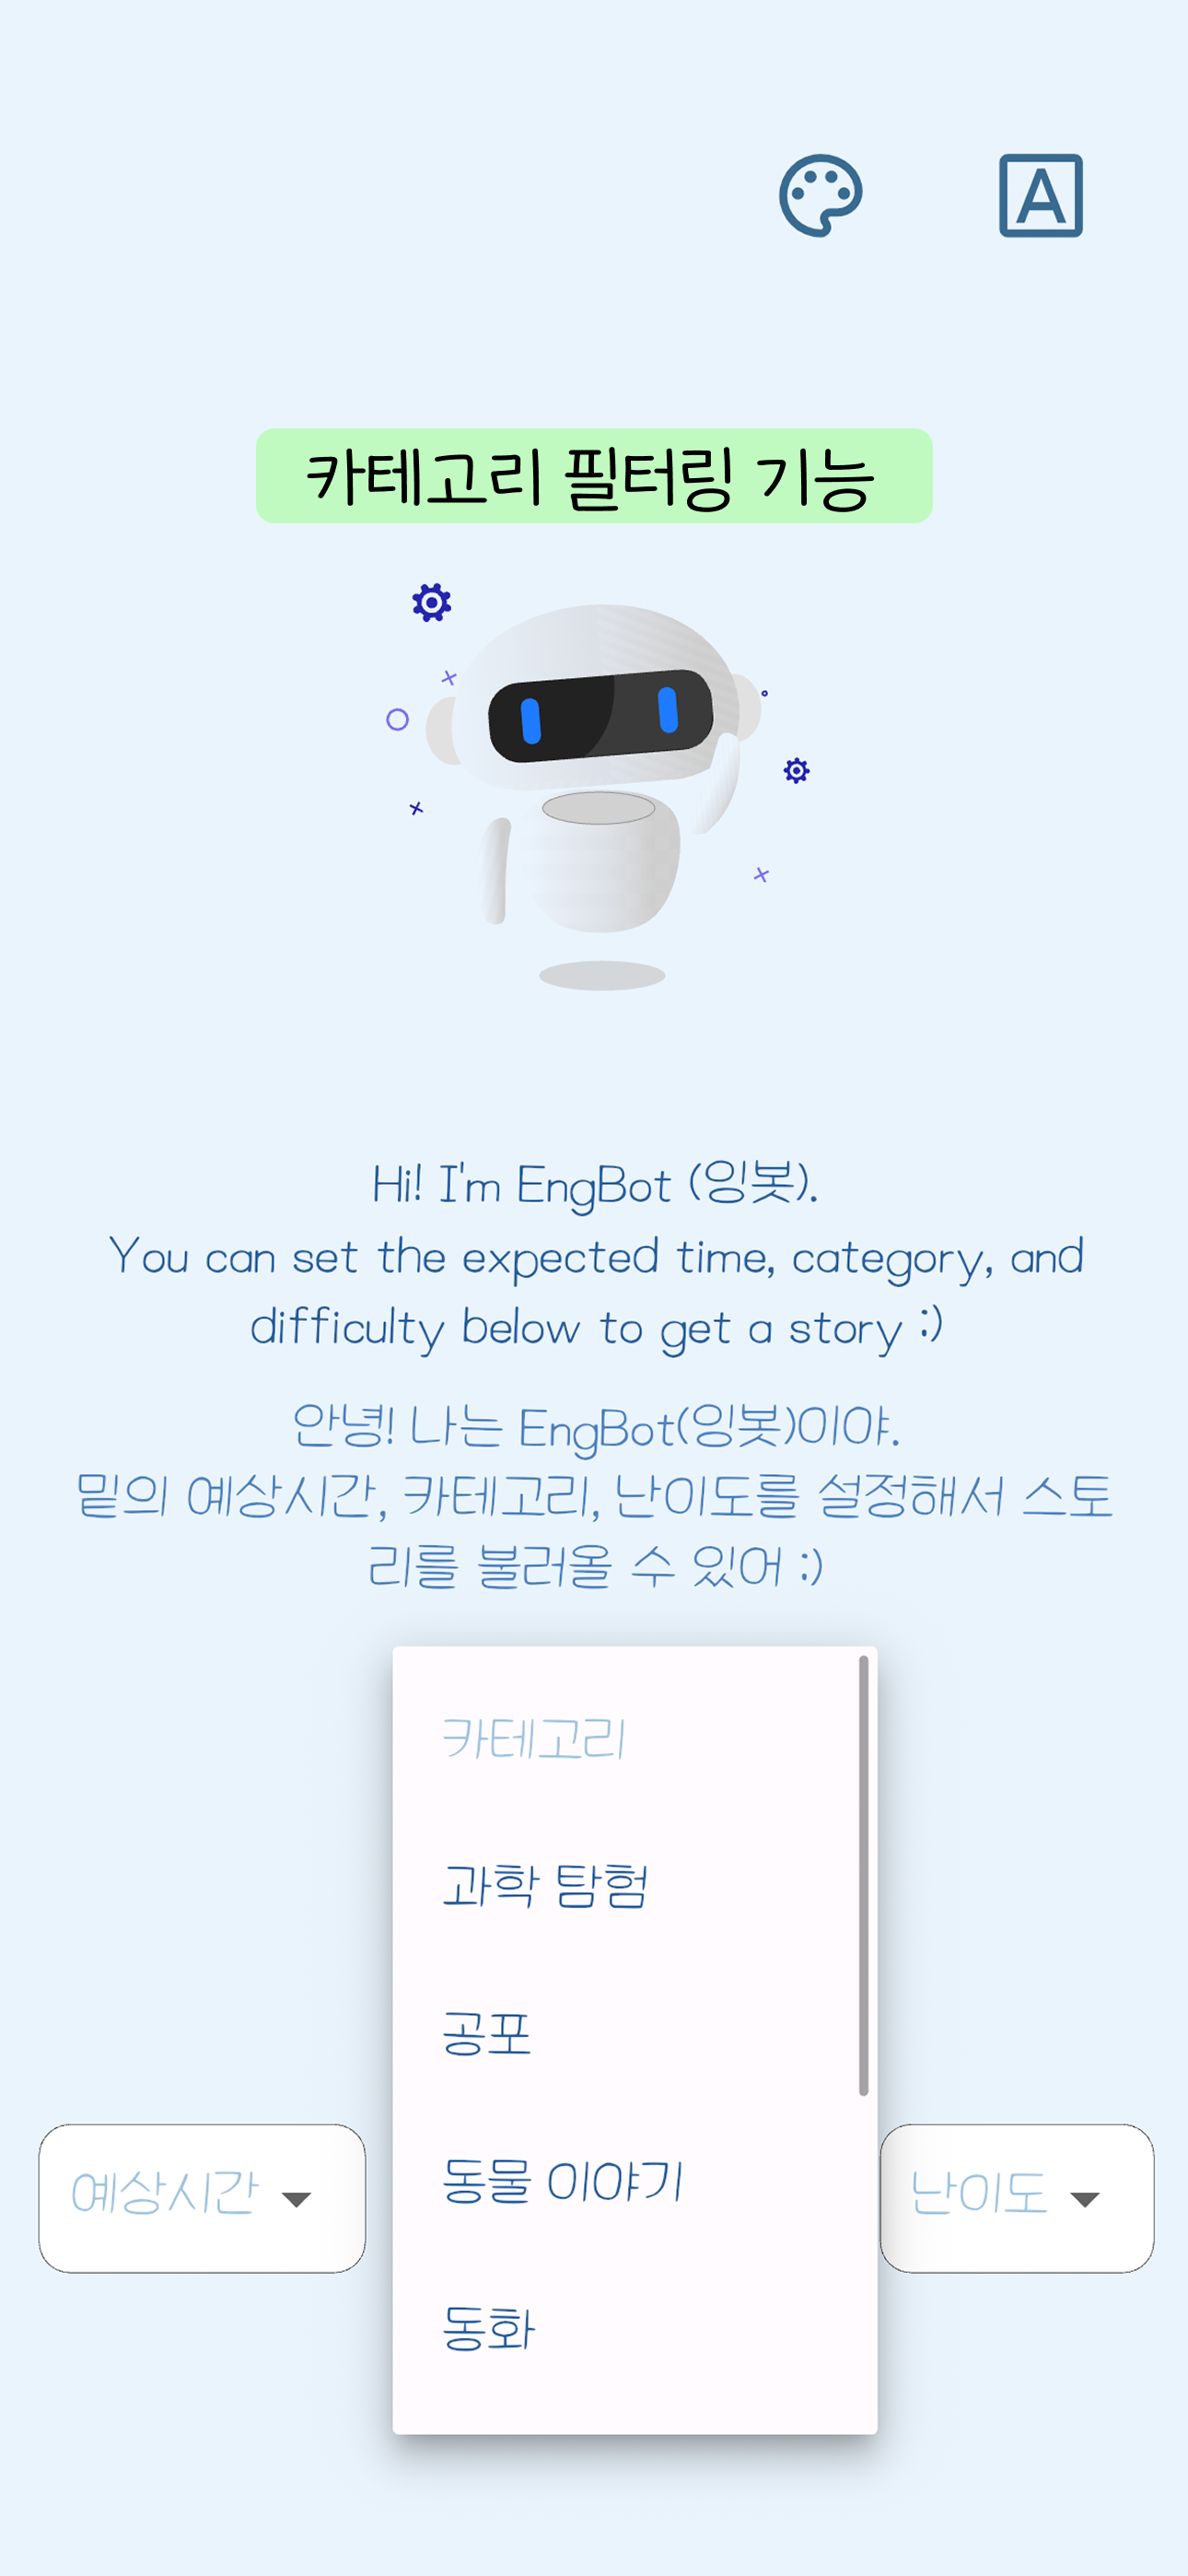 A
카테고리 필터링 기능
Hi! I'm EngBot (잉봇).
You can set the expected time, category, and
difficulty below to get a story :)
안녕! 나는 EngBot(잉봇)이야.
밑의 예상시간, 카테고리, 난이도를 설정해서 스토
리를 불러올 수 있어 :)
카테고리
과학 탐험
공포
동물 이야기
예상시간
난이도
동화